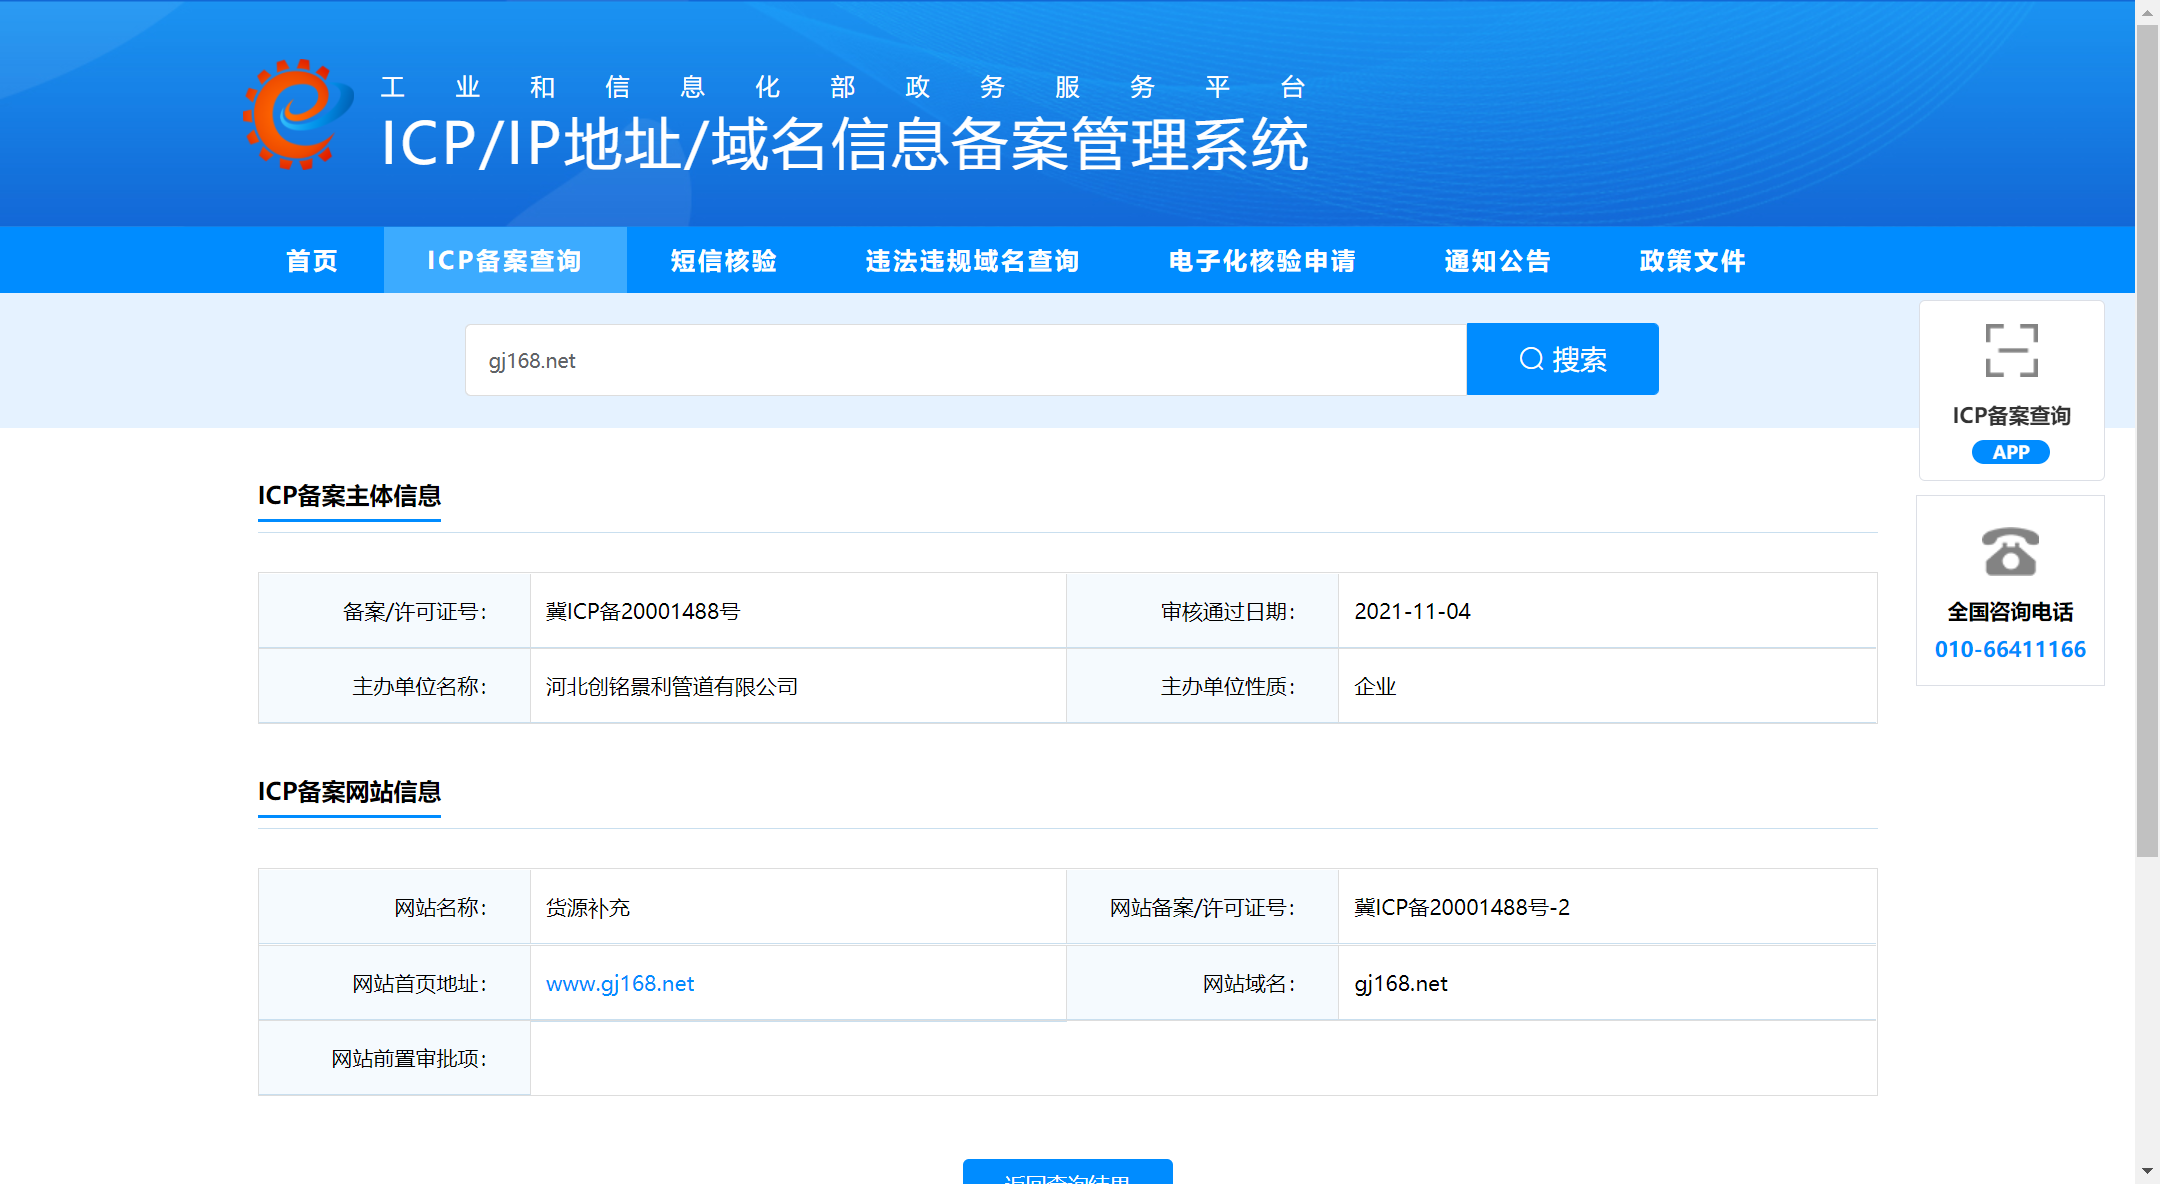 工业和信息化部政务服务平台
ICP/IP地址/域名信息备案管理系统
首页 ICP备案查询 短信核验 违法违规域名查询 电子化核验申请 通知公告 政策文件
gj168.net 搜索
ICP备案查询
APP
全国咨询电话
010-66411166
ICP备案主体信息
备案/许可证号： 冀ICP备20001488号 审核通过日期： 2021-11-04
主办单位名称： 河北创铭景利管道有限公司 主办单位性质： 企业
ICP备案网站信息
网站名称： 货源补充 网站备案/许可证号： 冀ICP备20001488号-2
网站首页地址： www.gj168.net 网站域名： gj168.net
网站前置审批项：
返回查询结果